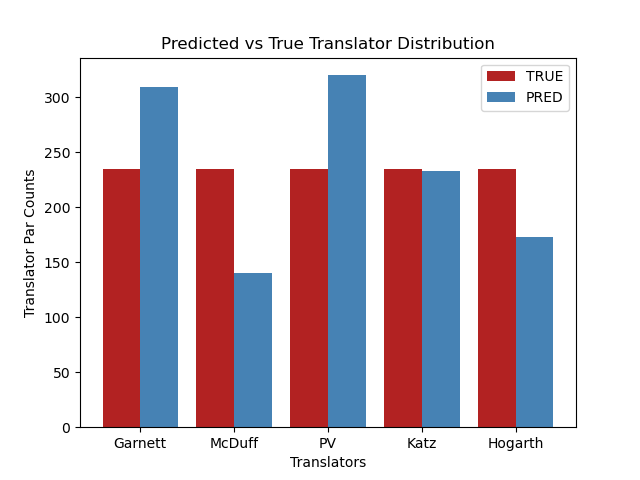 Predicted vs True Translator Distribution
TRUE
PRED
Translator Par Counts
300
250
200
150
100
50
0
Garnett McDuff PV Katz Hogarth
Translators